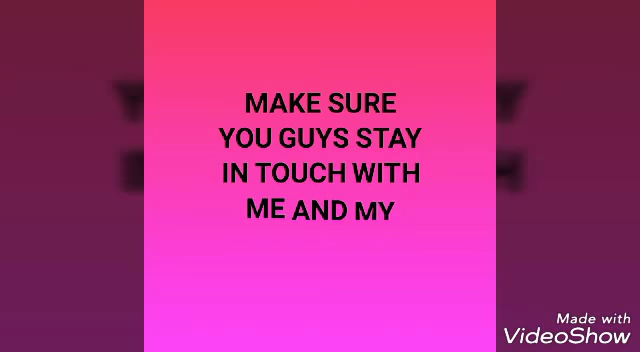 MAKE SURE
YOU GUYS STAY
IN TOUCH WITH
ME AND MY
Made with
VideoShow